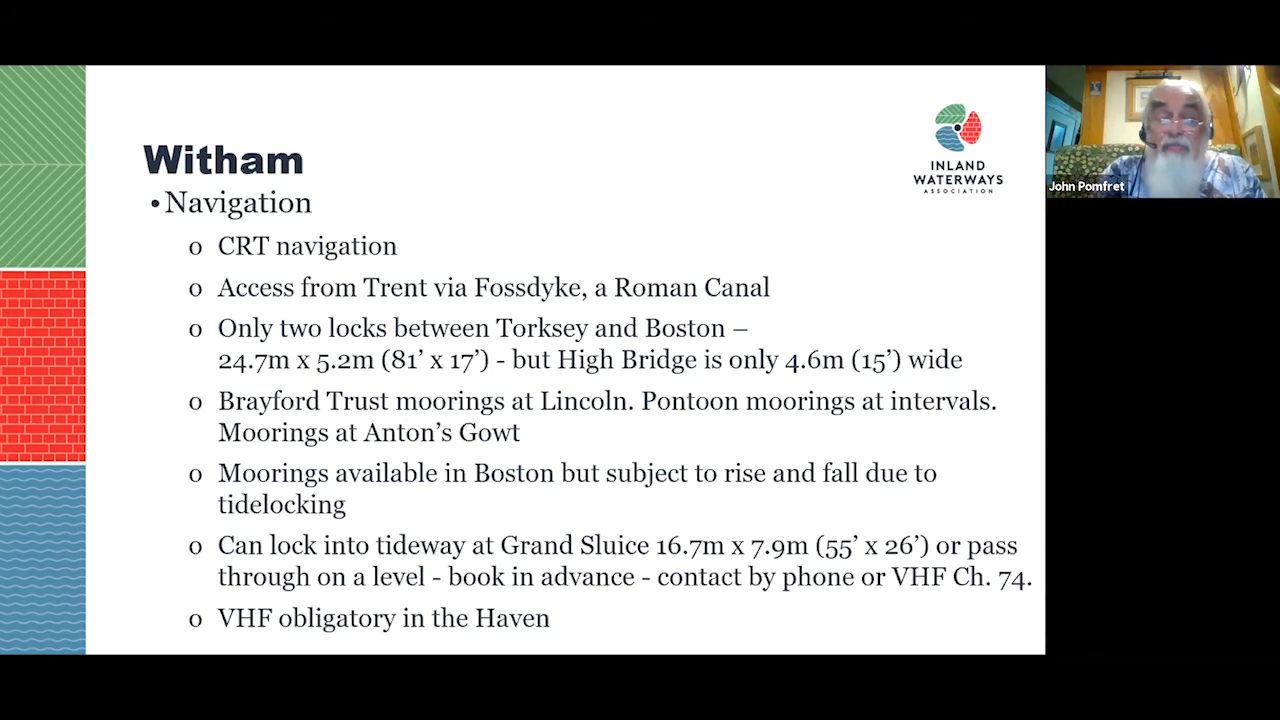 Witham
INLAND
WATERWAYS
ASSOCIATION
John Pomfret
• Navigation
o CRT navigation
o Access from Trent via Fossdyke, a Roman Canal
o Only two locks between Torksey and Boston –
24.7m x 5.2m (81’ x 17’) - but High Bridge is only 4.6m (15’) wide
o Brayford Trust moorings at Lincoln. Pontoon moorings at intervals.
Moorings at Anton’s Gowt
o Moorings available in Boston but subject to rise and fall due to
tidelocking
o Can lock into tideway at Grand Sluice 16.7m x 7.9m (55’ x 26’) or pass
through on a level - book in advance - contact by phone or VHF Ch. 74.
o VHF obligatory in the Haven